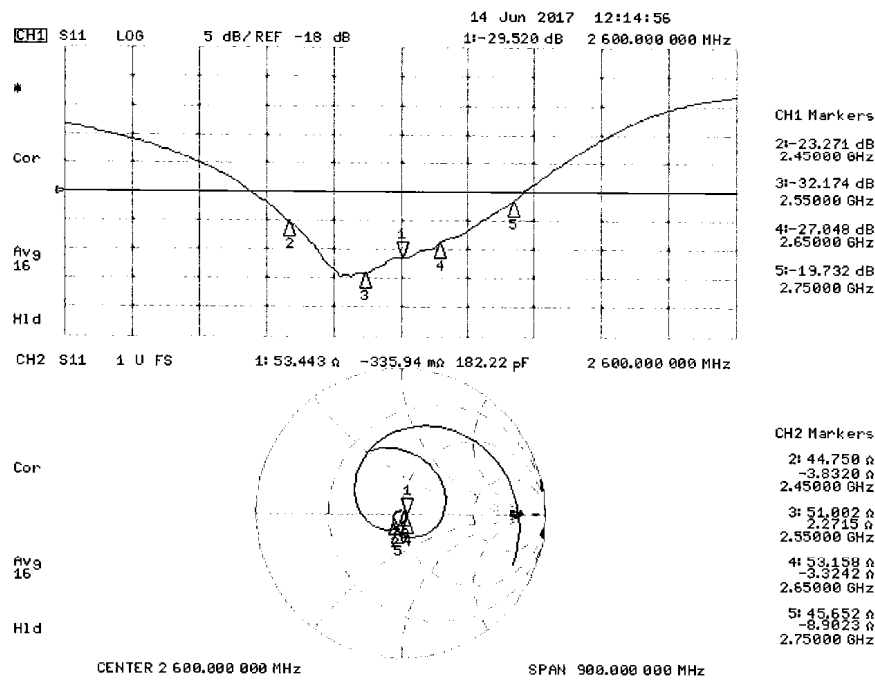 14 Jun 2017 12:14:56
CH1 S11 LOG 5 dB/REF -18 dB 1:-29.520 dB 2 600.000 000 MHz
*
CH1 Markers
2:-23.271 dB
2.45000 GHz
Cor
3:-32.174 dB
2.55000 GHz
1
2
3
4
5
4:-27.048 dB
2.65000 GHz
Avg
16
5:-19.732 dB
2.75000 GHz
Hld
CH2 S11 1 U FS 1:53.443 Ω -335.94 mΩ 182.22 pF 2 600.000 000 MHz
CH2 Markers
Cor
2:44.750 Ω
-3.8320 Ω
2.45000 GHz
1
4
5
3:51.002 Ω
2.2715 Ω
2.55000 GHz
Avg
16
4:53.158 Ω
-3.3242 Ω
2.65000 GHz
Hld
5:45.652 Ω
-8.9023 Ω
2.75000 GHz
CENTER 2 600.000 000 MHz SPAN 900.000 000 MHz